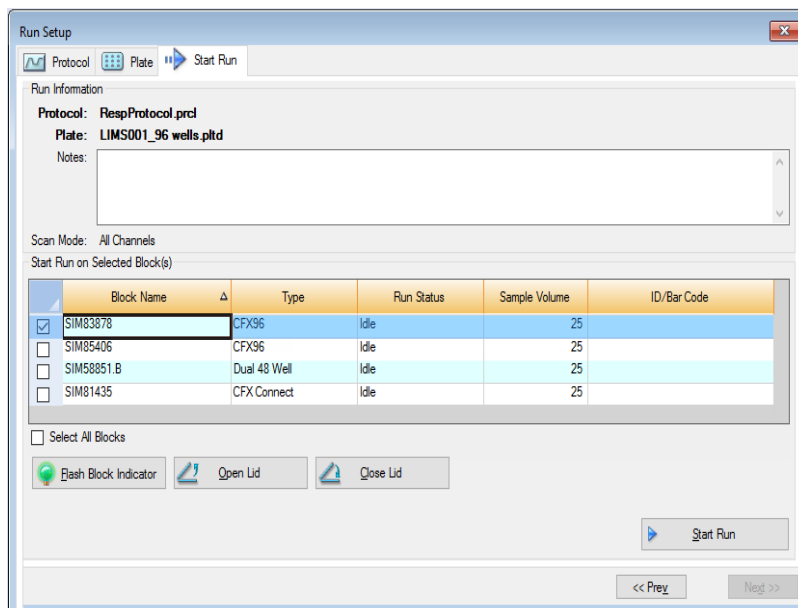 Run Setup
Protocol Plate Start Run
Run Information
Protocol: RespProtocol.prcl
Plate: LIMS001_96 wells.pltd
Notes:
Scan Mode: All Channels
Start Run on Selected Block(s)
Block Name Type Run Status Sample Volume ID/Bar Code
SIM83878 CFX96 Idle 25
SIM85406 CFX96 Idle 25
SIM58851.B Dual 48 Well Idle 25
SIM81435 CFX Connect Idle 25
Select All Blocks
Flash Block Indicator Open Lid Close Lid
Start Run
<< Prev Next >>